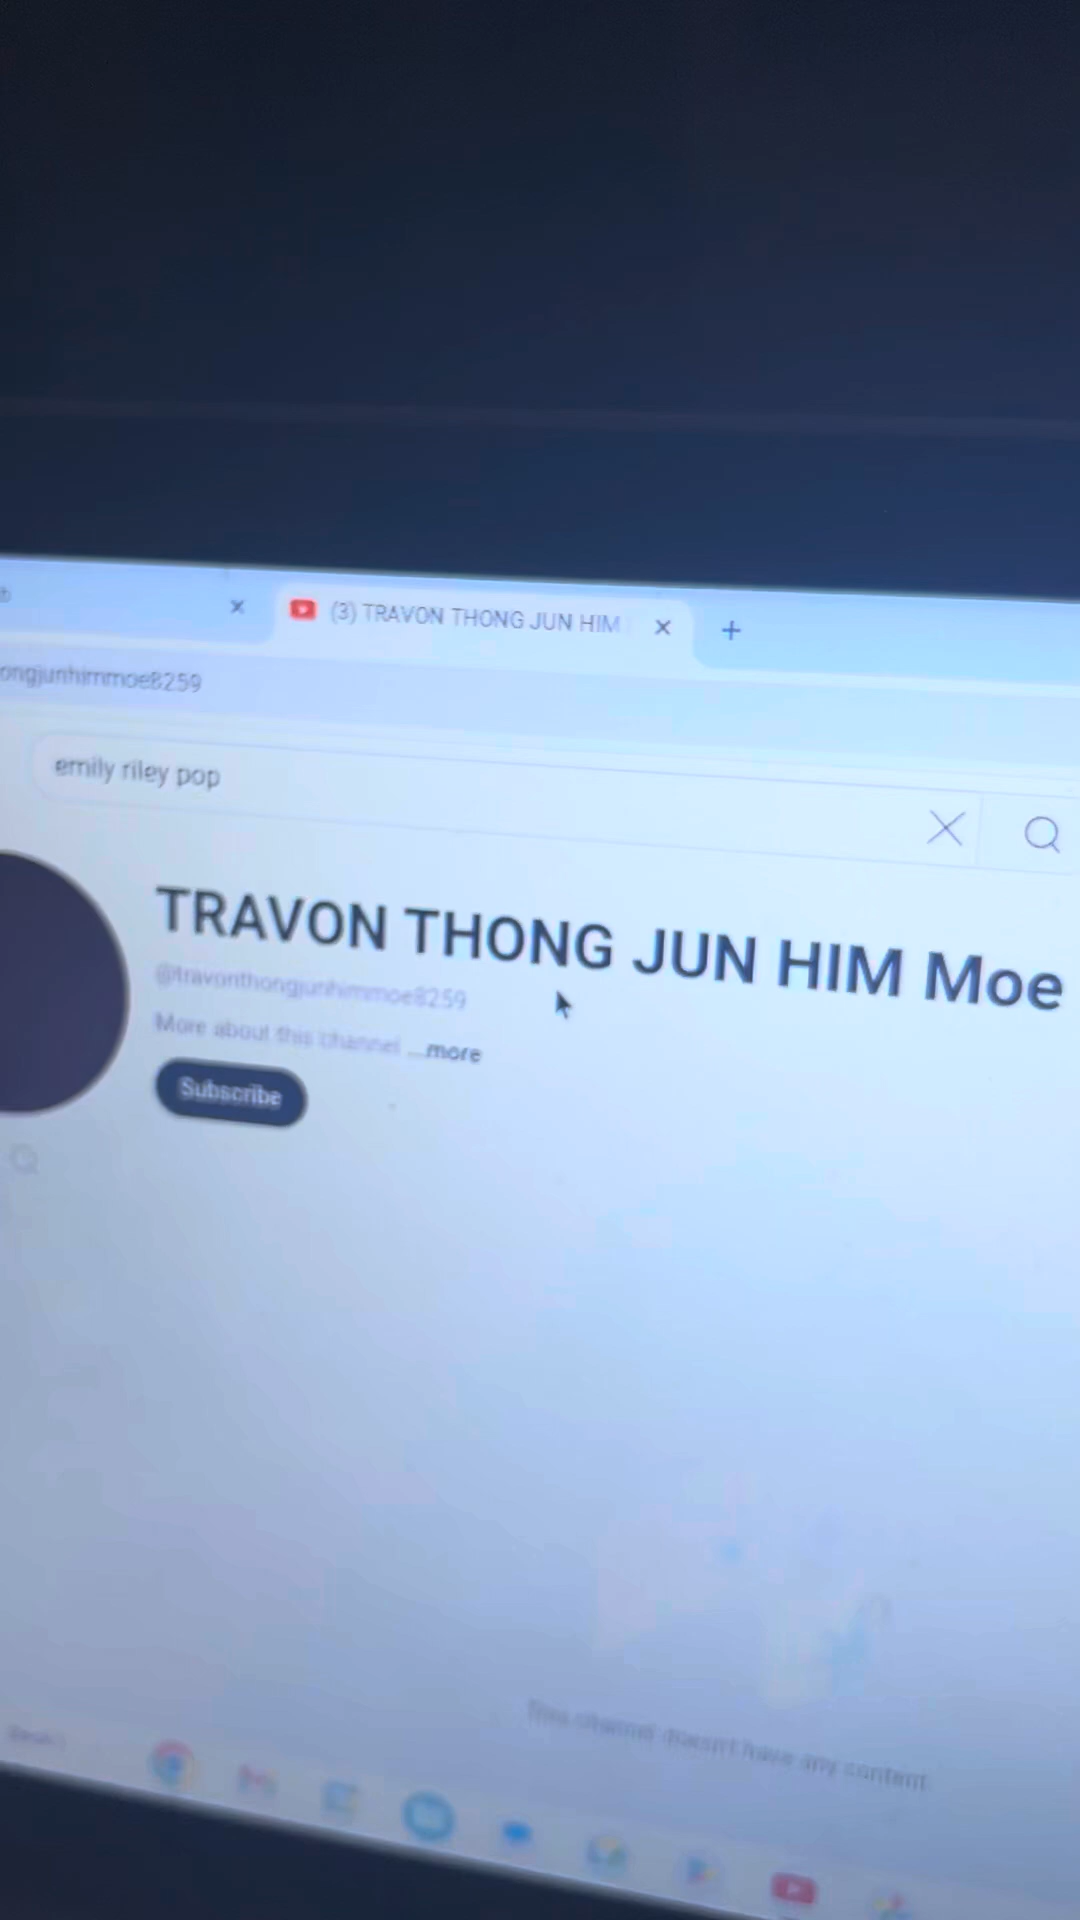 (3) TRAVON THONG JUN HIM
ongjunhimmoe8259
emily riley pop
TRAVON THONG JUN HIM Moe
@travonthongjunhimmoe8259
More about this channel ...more
Subscribe
This channel doesn't have any content